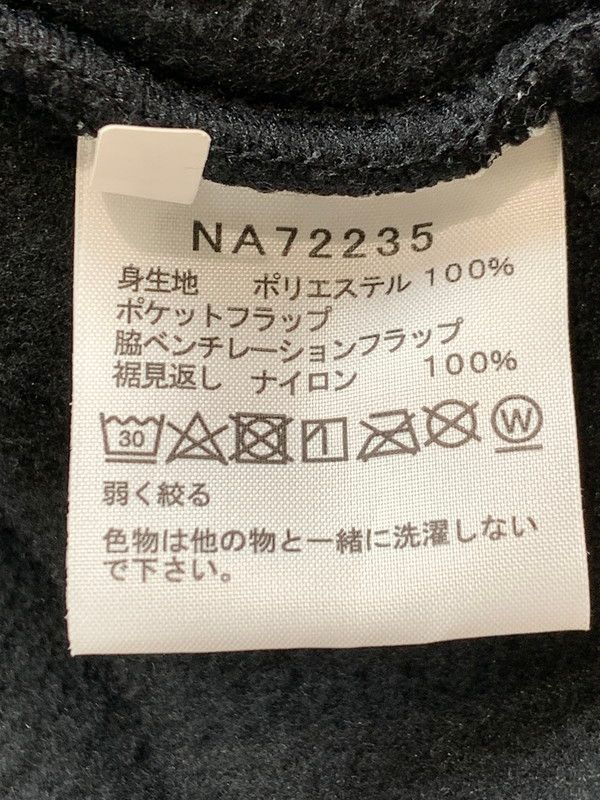 NA72235
身生地 ポリエステル 100%
ポケットフラップ
脇ベンチレーションフラップ
裾見返し ナイロン 100%
30 W
弱く絞る
色物は他の物と一緒に洗濯しない
で下さい。